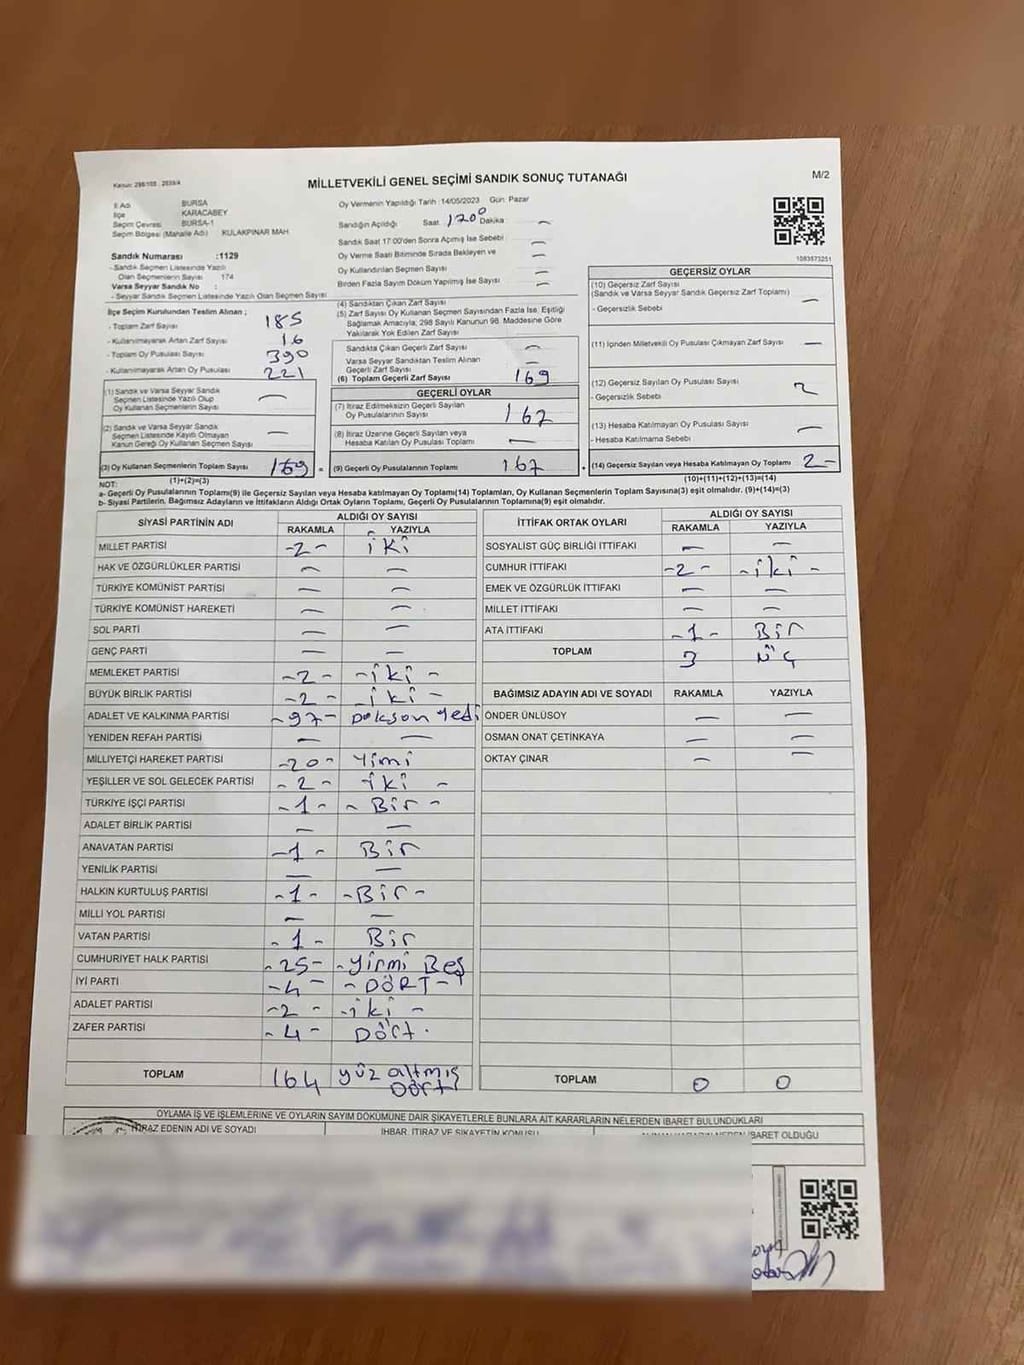 Kanun: 298/105 . 2839/4
MİLLETVEKİLİ GENEL SEÇİMİ SANDIK SONUÇ TUTANAĞI
M/2
İl Adı BURSA
İlçe KARACABEY
Seçim Çevresi BURSA-1
Seçim Bölgesi (Mahalle Adı) KULAKPINAR MAH
Oy Vermenin Yapıldığı Tarih :14/05/2023 Gün: Pazar
Sandığın Açıldığı Saat 1700 Dakika -
Sandık Saat 17:00'den Sonra Açımış İse Sebebi -
Oy Verme Saati Bitiminde Sırada Bekleyen ve -
Oy Kullandırılan Seçmen Sayısı -
Birden Fazla Sayım Döküm Yapılmış İse Sayısı -
1083573251
Sandık Numarası :1129
- Sandık Seçmen Listesinde Yazılı
Olan Seçmenlerin Sayısı 174
Varsa Seyyar Sandık No :
- Seyyar Sandık Seçmen Listesinde Yazılı Olan Seçmen Sayısı
İlçe Seçim Kurulundan Teslim Alınan ;
- Toplam Zarf Sayısı 185
- Kullanılmayarak Artan Zarf Sayısı 16
- Toplam Oy Pusulası Sayısı 390
- Kullanılmayarak Artan Oy Pusulası 221
(1) Sandık ve Varsa Seyyar Sandık
Seçmen Listesinde Yazılı Olup
Oy Kullanan Seçmenlerin Sayısı -
(2) Sandık ve Varsa Seyyar Sandık
Seçmen Listesinde Kayıtlı Olmayan
Kanun Gereği Oy Kullanan Seçmenlerin Sayısı -
(3) Oy Kullanan Seçmenlerin Toplam Sayısı 169
(1)+(2)=(3)
(4) Sandıktan Çıkan Zarf Sayısı
(5) Zarf Sayısı Oy Kullanan Seçmen Sayısından Fazla İse, Eşitliği
Sağlamak Amacıyla, 298 Sayılı Kanunun 98. Maddesine Göre
Yakılarak Yok Edilen Zarf Sayısı
Sandıkta Çıkan Geçerli Zarf Sayısı -
Varsa Seyyar Sandıktan Teslim Alınan
Geçerli Zarf Sayısı -
(6) Toplam Geçerli Zarf Sayısı 169
GEÇERLİ OYLAR
(7) İtiraz Edilmeksizin Geçerli Sayılan
Oy Pusulalarının Sayısı 167
(8) İtiraz Üzerine Geçerli Sayılan veya
Hesaba Katılan Oy Pusulası Toplamı -
= (9) Geçerli Oy Pusulalarının Toplamı 167
GEÇERSİZ OYLAR
(10) Geçersiz Zarf Sayısı
(Sandık ve Varsa Seyyar Sandık Geçersiz Zarf Toplamı)
- Geçersizlik Sebebi -
(11) İçinden Milletvekili Oy Pusulası Çıkmayan Zarf Sayısı -
(12) Geçersiz Sayılan Oy Pusulası Sayısı 2
- Geçersizlik Sebebi
(13) Hesaba Katılmayan Oy Pusulası Sayısı -
- Hesaba Katılmama Sebebi
(14) Geçersiz Sayılan veya Hesaba Katılmayan Oy Toplamı 2-
(10)+(11)+(12)+(13)=(14)
NOT:
a- Geçerli Oy Pusulalarının Toplamı(9) ile Geçersiz Sayılan veya Hesaba katılmayan Oy Toplamı(14) Toplamları, Oy Kullanan Seçmenlerin Toplam Sayısına(3) eşit olmalıdır. (9)+(14)=(3)
b- Siyasi Partilerin, Bağımsız Adayların ve İttifakların Aldığı Ortak Oyların Toplamı, Geçerli Oy Pusulalarının Toplamına(9) eşit olmalıdır.
SİYASİ PARTİNİN ADI ALDIĞI OY SAYISI
RAKAMLA YAZIYLA
MİLLET PARTİSİ -2- iki
HAK VE ÖZGÜRLÜKLER PARTİSİ - -
TÜRKİYE KOMÜNİST PARTİSİ - -
TÜRKİYE KOMÜNİST HAREKETİ - -
SOL PARTİ - -
GENÇ PARTİ - -
MEMLEKET PARTİSİ -2- -iki-
BÜYÜK BİRLİK PARTİSİ -2- -iki-
ADALET VE KALKINMA PARTİSİ -97- Dokson Yedi
YENİDEN REFAH PARTİSİ - -
MİLLİYETÇİ HAREKET PARTİSİ -20- Yimi
YEŞİLLER VE SOL GELECEK PARTİSİ -2- iki -
TÜRKİYE İŞÇİ PARTİSİ -1- -Bir-
ADALET BİRLİK PARTİSİ - -
ANAVATAN PARTİSİ -1- Bir
YENİLİK PARTİSİ - -
HALKIN KURTULUŞ PARTİSİ -1- -Bir-
MİLLİ YOL PARTİSİ - -
VATAN PARTİSİ -1- Bir
CUMHURİYET HALK PARTİSİ -25- -Yirmi Beş
İYİ PARTİ -4- -DÖRT-
ADALET PARTİSİ -2- -iki-
ZAFER PARTİSİ -4- Dört.
TOPLAM 164 Yüz altmış
Dört
İTTİFAK ORTAK OYLARI ALDIĞI OY SAYISI
RAKAMLA YAZIYLA
SOSYALİST GÜÇ BİRLİĞİ İTTİFAKI - -
CUMHUR İTTİFAKI -2- -iki-
EMEK VE ÖZGÜRLÜK İTTİFAKI - -
MİLLET İTTİFAKI - -
ATA İTTİFAKI -1- Bir
TOPLAM 3 üç
BAĞIMSIZ ADAYIN ADI VE SOYADI RAKAMLA YAZIYLA
ÖNDER ÜNLÜSOY - -
OSMAN ONAT ÇETİNKAYA - -
OKTAY ÇINAR - -
TOPLAM 0 0
OYLAMA İŞ VE İŞLEMLERİNE VE OYLARIN SAYIM DÖKÜMÜNE DAİR ŞİKAYETLERLE BUNLARA AİT KARARLARIN NELERDEN İBARET BULUNDUKLARI
İTİRAZ EDENİN ADI VE SOYADI İHBAR, İTİRAZ VE ŞİKAYETİN KONUSU İBARET OLDUĞU